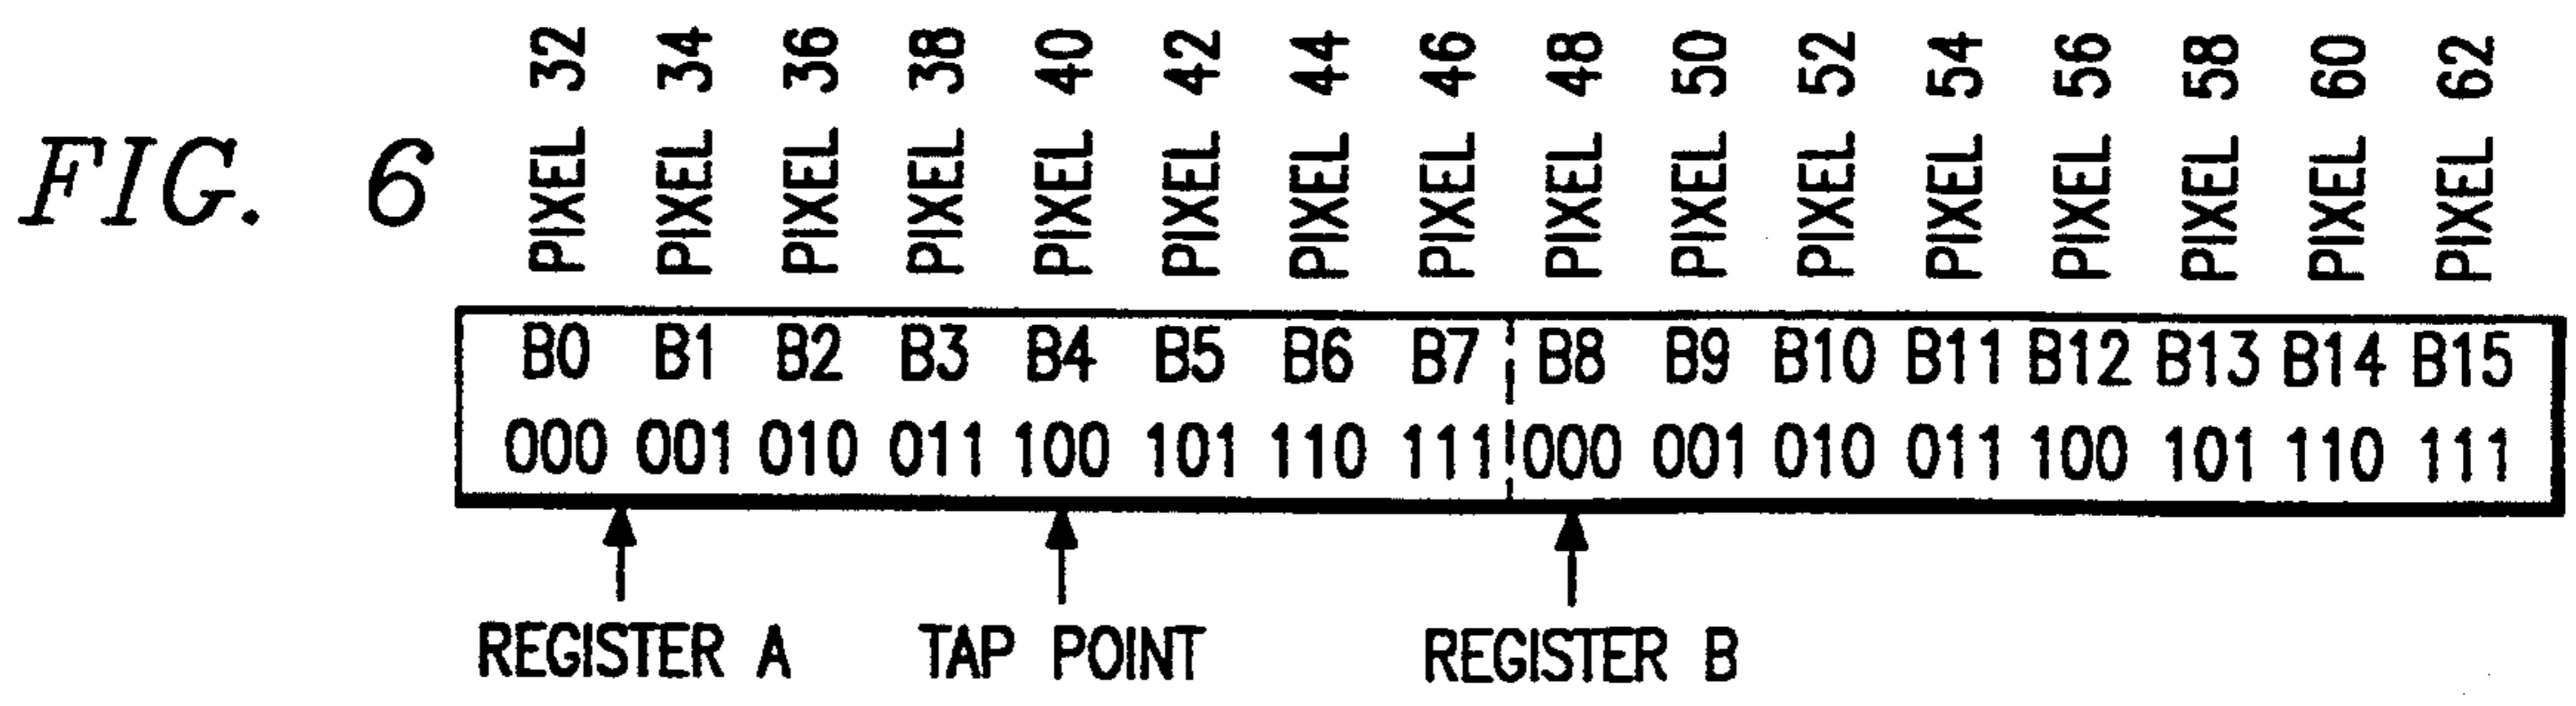 FIG. 6
PIXEL 32 PIXEL 34 PIXEL 36 PIXEL 38 PIXEL 40 PIXEL 42 PIXEL 44 PIXEL 46 PIXEL 48 PIXEL 50 PIXEL 52 PIXEL 54 PIXEL 56 PIXEL 58 PIXEL 60 PIXEL 62
B0 B1 B2 B3 B4 B5 B6 B7 B8 B9 B10 B11 B12 B13 B14 B15
000 001 010 011 100 101 110 111 000 001 010 011 100 101 110 111
REGISTER A TAP POINT REGISTER B